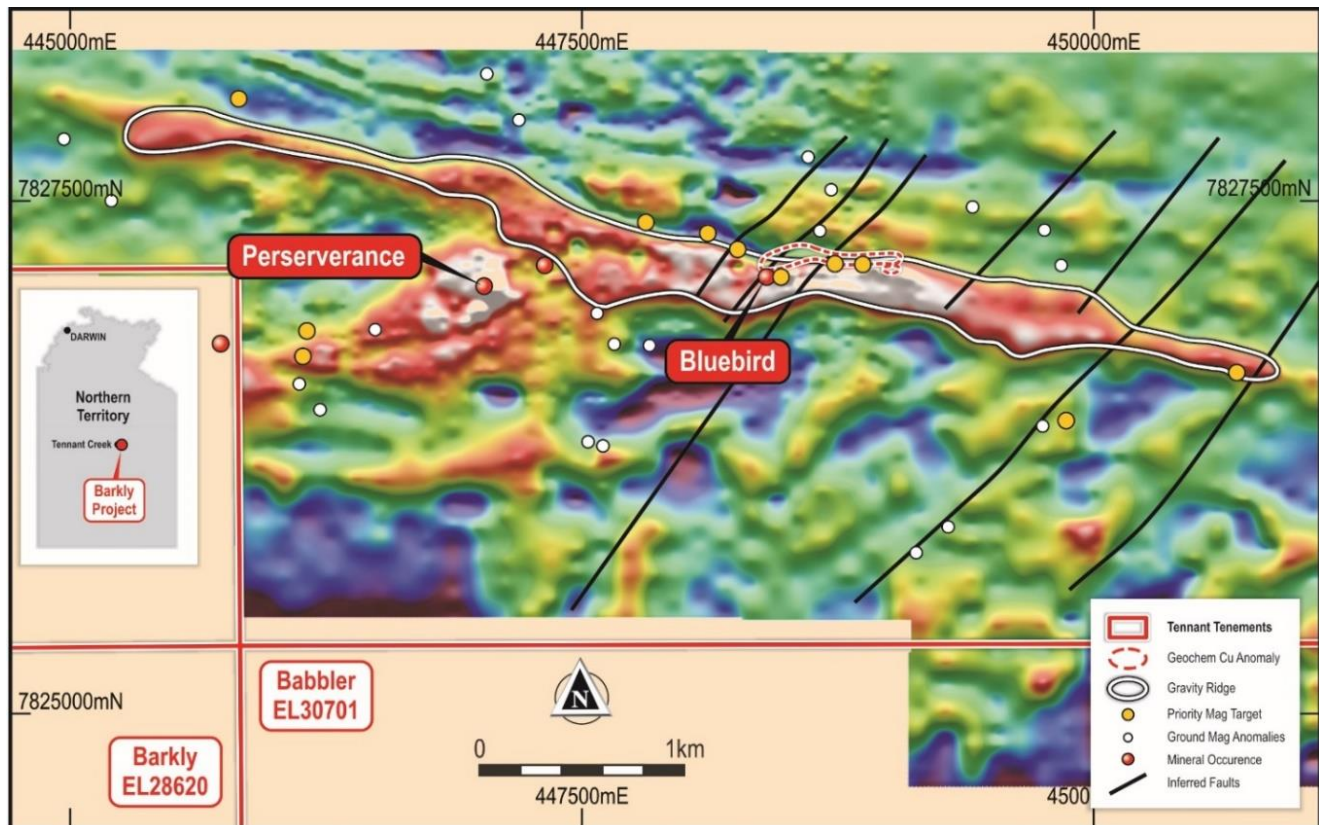 445000mE
447500mE
450000mE
7827500mN
7827500mN
Perserverance
Bluebird
DARWIN
Northern
Territory
Tennant Creek
Barkly
Project
Tennant Tenements
Geochem Cu Anomaly
Gravity Ridge
Priority Mag Target
Ground Mag Anomalies
Mineral Occurence
Inferred Faults
7825000mN
Babbler
EL30701
Barkly
EL28620
N
0
1km
447500mE